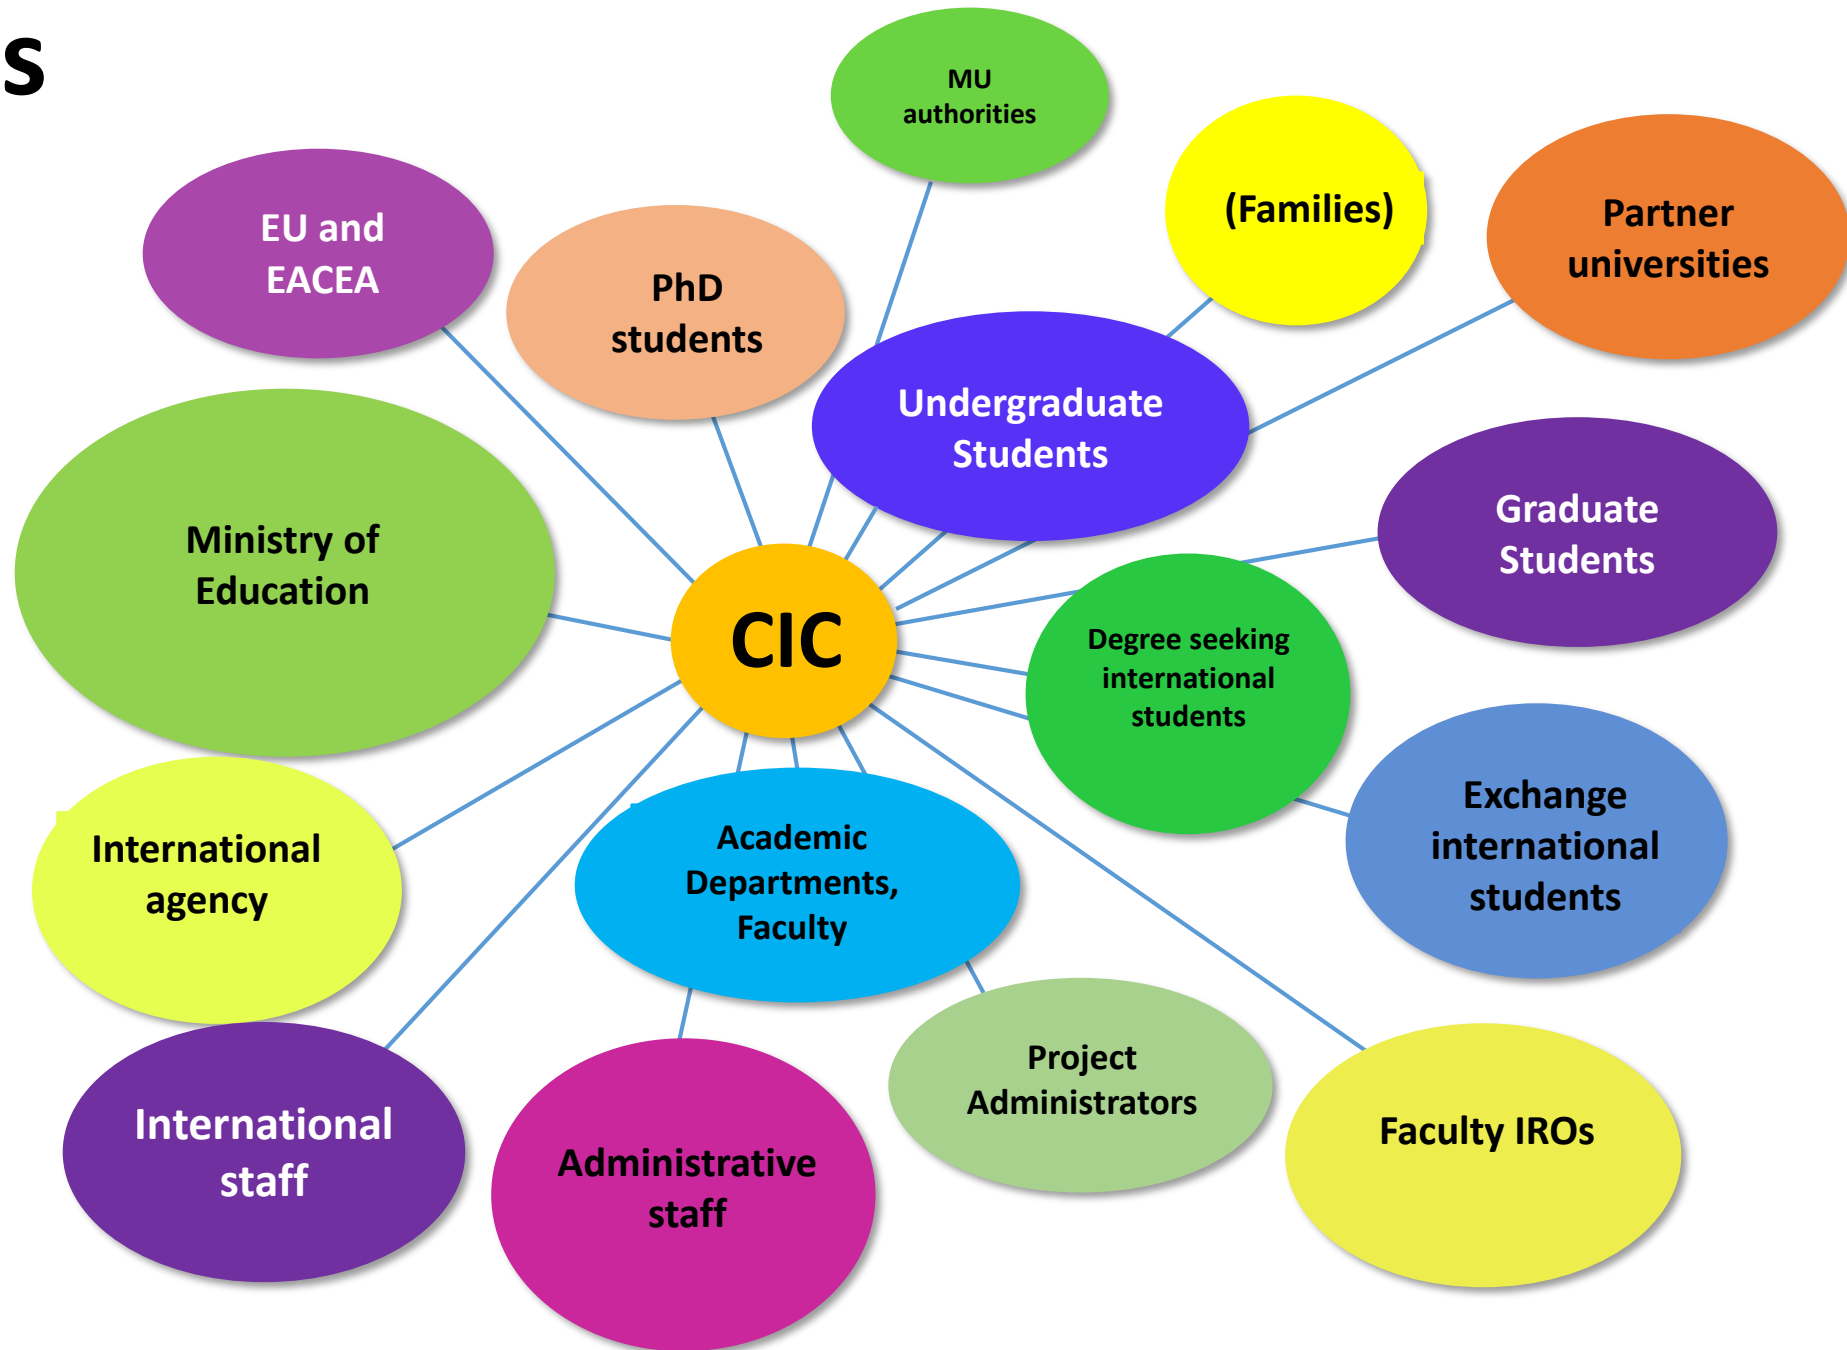 s
MU
authorities
(Families)
Partner
universities
EU and
EACEA
PhD
students
Undergraduate
Students
Graduate
Students
Ministry of
Education
CIC
Degree seeking
international
students
Exchange
international
students
International
agency
Academic
Departments,
Faculty
Project
Administrators
Faculty IROs
International
staff
Administrative
staff